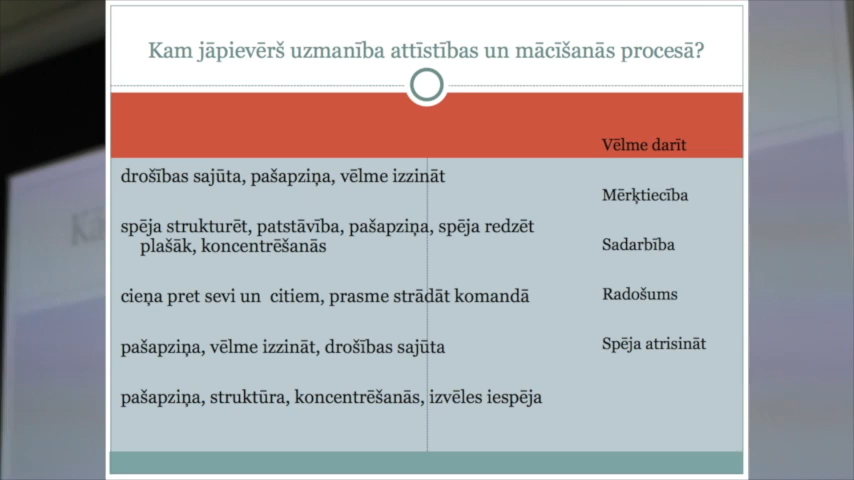 Kam jāpievērš uzmanība attīstības un mācīšanās procesā?
Vēlme darīt
drošības sajūta, pašapziņa, vēlme izzināt
Mērķtiecība
spēja strukturēt, patstāvība, pašapziņa, spēja redzēt
plašāk, koncentrēšanās
Sadarbība
cieņa pret sevi un citiem, prasme strādāt komandā
Radošums
pašapziņa, vēlme izzināt, drošības sajūta
Spēja atrisināt
pašapziņa, struktūra, koncentrēšanās, izvēles iespēja